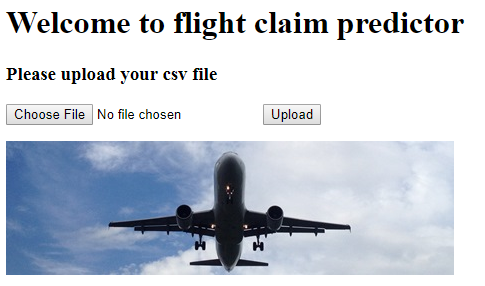 Welcome to flight claim predictor
Please upload your csv file
Choose File No file chosen Upload